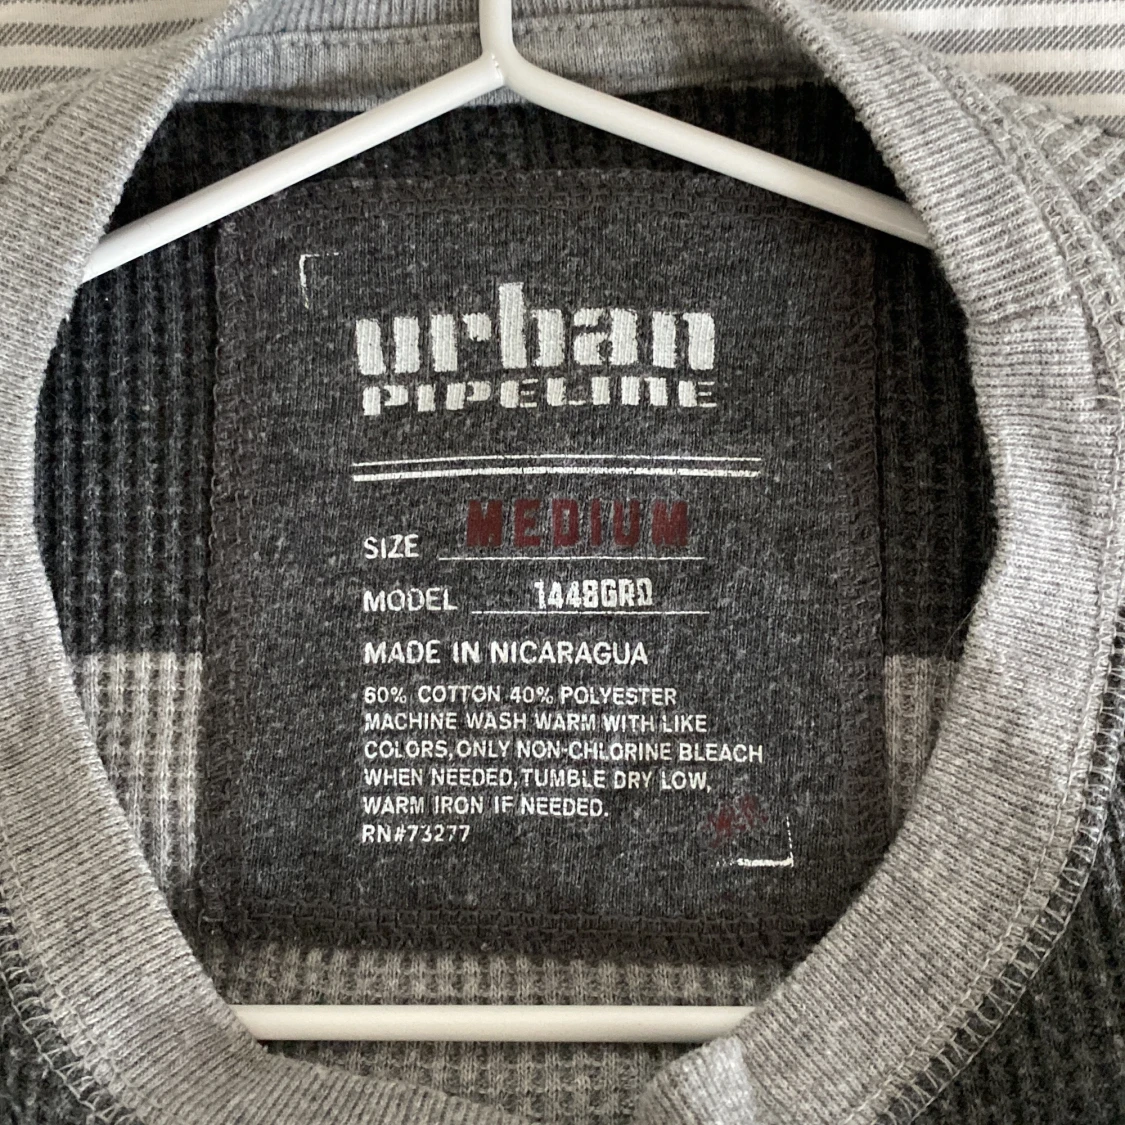 urban
PIPELINE
SIZE MEDIUM
MODEL 1448GRD
MADE IN NICARAGUA
60% COTTON 40% POLYESTER
MACHINE WASH WARM WITH LIKE
COLORS, ONLY NON-CHLORINE BLEACH
WHEN NEEDED, TUMBLE DRY LOW,
WARM IRON IF NEEDED.
RN#73277